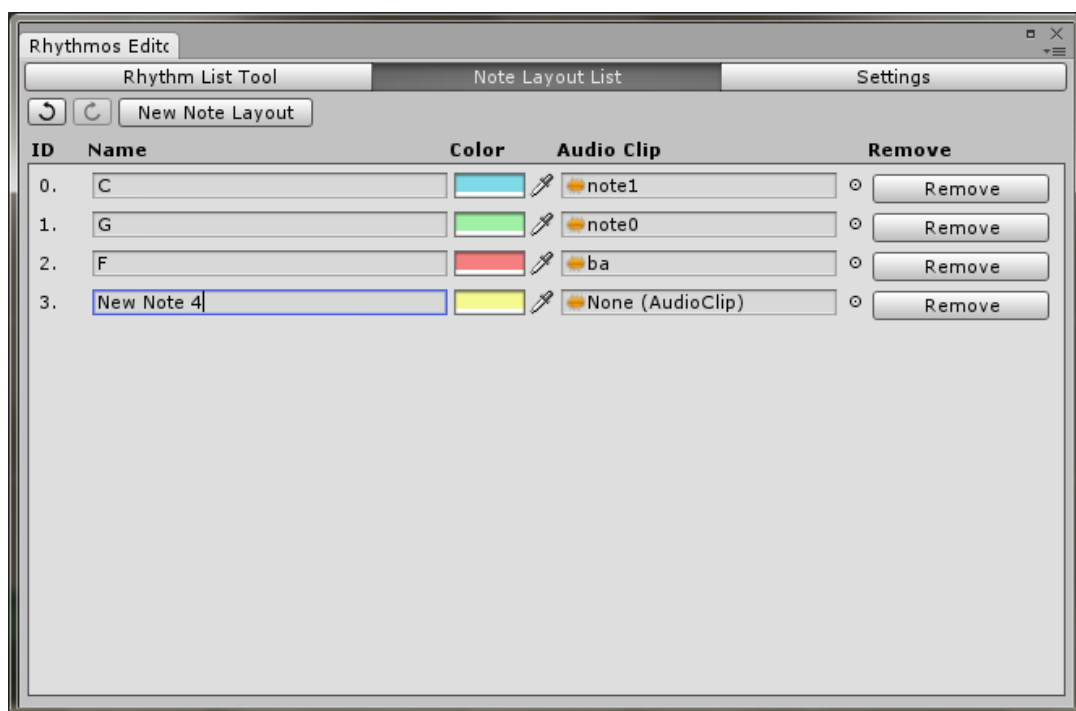 Rhythmos Editc
Rhythm List Tool Note Layout List Settings
New Note Layout
ID Name Color Audio Clip Remove
0. C note1 Remove
1. G note0 Remove
2. F ba Remove
3. New Note 4 None (AudioClip) Remove